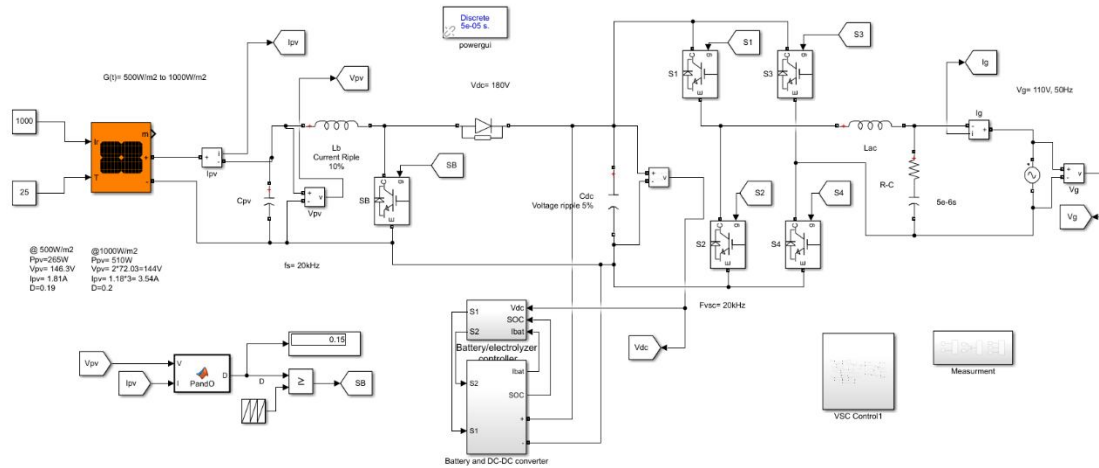 Discrete
5e-05 s.
powergui
Ipv
G(t)= 500W/m2 to 1000W/m2
Vpv
Vdc= 180V
S1
S3
S1
S3
Ig
Vg= 110V, 50Hz
1000
Ir
m
T
25
Ipv
Lb
Current Riple
10%
SB
SB
Cpv
Vpv
Cdc
Voltage ripple 5%
Lac
Ig
R-C
5e-6s
Vg
Vg
S2
S4
S2
S4
fs= 20kHz
Fvsc= 20kHz
@ 500W/m2
Ppv=265W
Vpv= 146.3V
Ipv= 1.81A
D=0.19
@1000W/m2
Ppv= 510W
Vpv= 2*72.03=144V
Ipv= 1.18*3= 3.54A
D=0.2
S1
S2
Vdc
SOC
Ibat
Battery/electrolyzer
controller
Vdc
0.15
Vpv
Ipv
V
I
D
PandO
D
≥
SB
S2
S1
Ibat
SOC
+
-
Battery and DC-DC converter
VSC Control1
Measurment